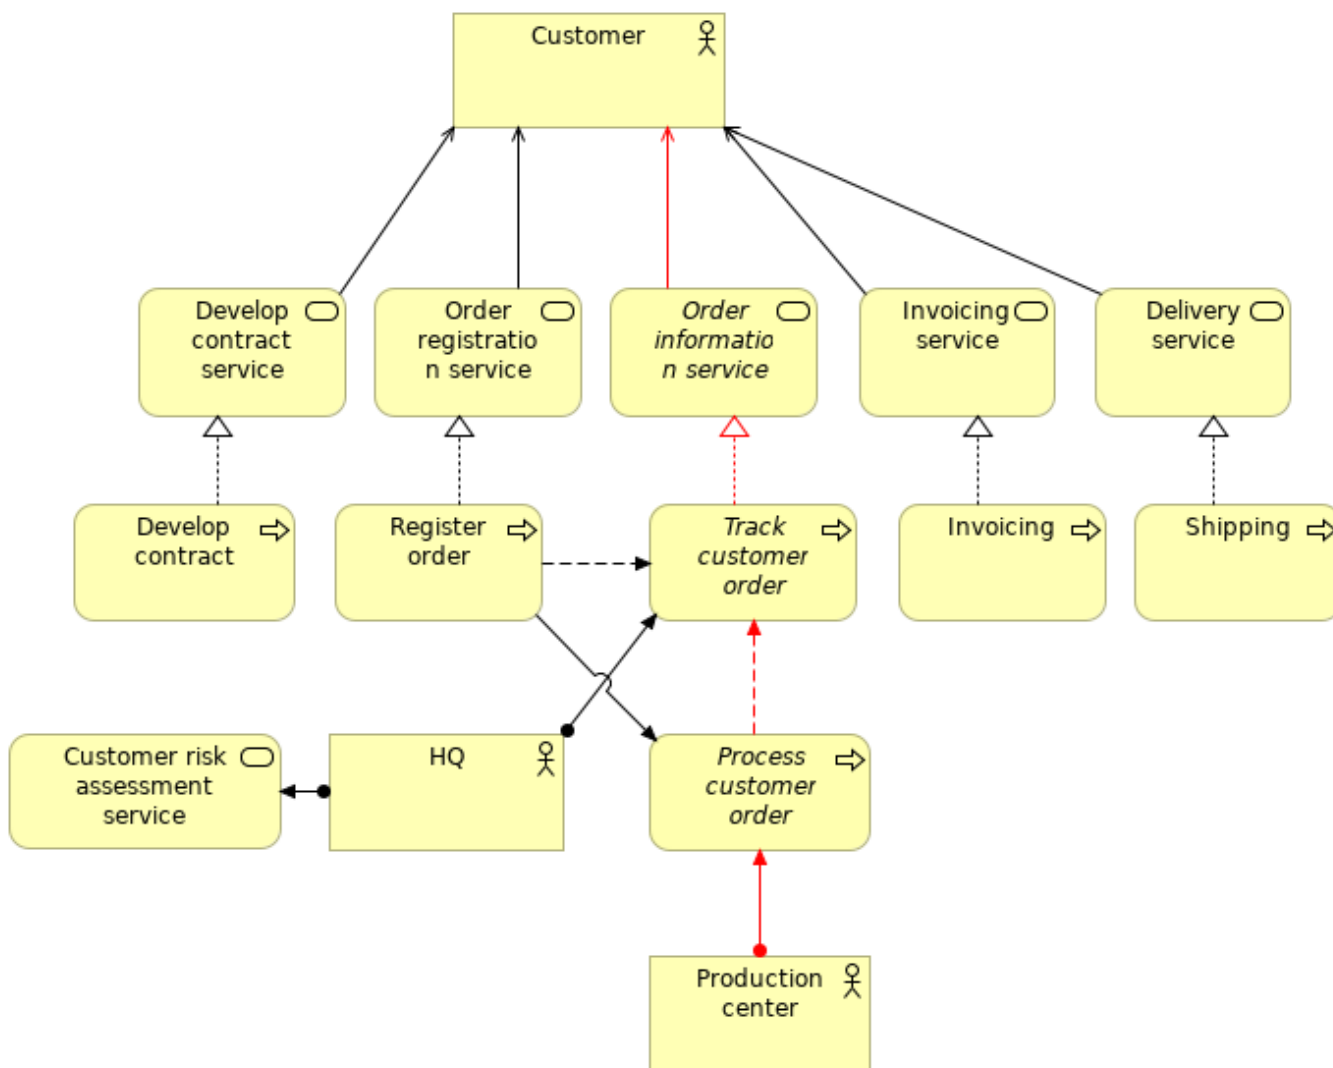 Customer
Develop
contract
service
Order
registratio
n service
Order
informatio
n service
Invoicing
service
Delivery
service
Develop
contract
Register
order
Track
customer
order
Invoicing
Shipping
Customer risk
assessment
service
HQ
Process
customer
order
Production
center